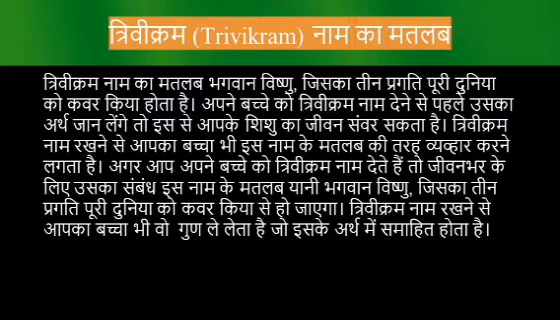 त्रिवीक्रम (Trivikram) नाम का मतलब
त्रिवीक्रम नाम का मतलब भगवान विष्णु, जिसका तीन प्रगति पूरी दुनिया
को कवर किया होता है। अपने बच्चे को त्रिवीक्रम नाम देने से पहले उसका
अर्थ जान लेंगे तो इस से आपके शिशु का जीवन संवर सकता है। त्रिवीक्रम
नाम रखने से आपका बच्चा भी इस नाम के मतलब की तरह व्यव्हार करने
लगता है। अगर आप अपने बच्चे को त्रिवीक्रम नाम देते हैं तो जीवनभर के
लिए उसका संबंध इस नाम के मतलब यानी भगवान विष्णु, जिसका तीन
प्रगति पूरी दुनिया को कवर किया से हो जाएगा। त्रिवीक्रम नाम रखने से
आपका बच्चा भी वो गुण ले लेता है जो इसके अर्थ में समाहित होता है।